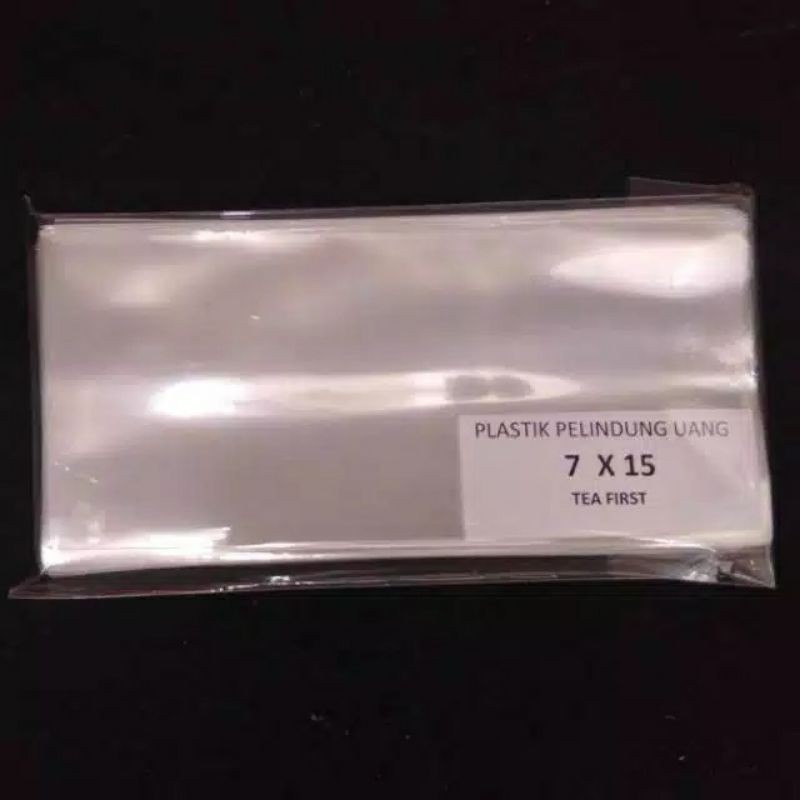 PLASTIK PELINDUNG UANG
7 X 15
TEA FIRST